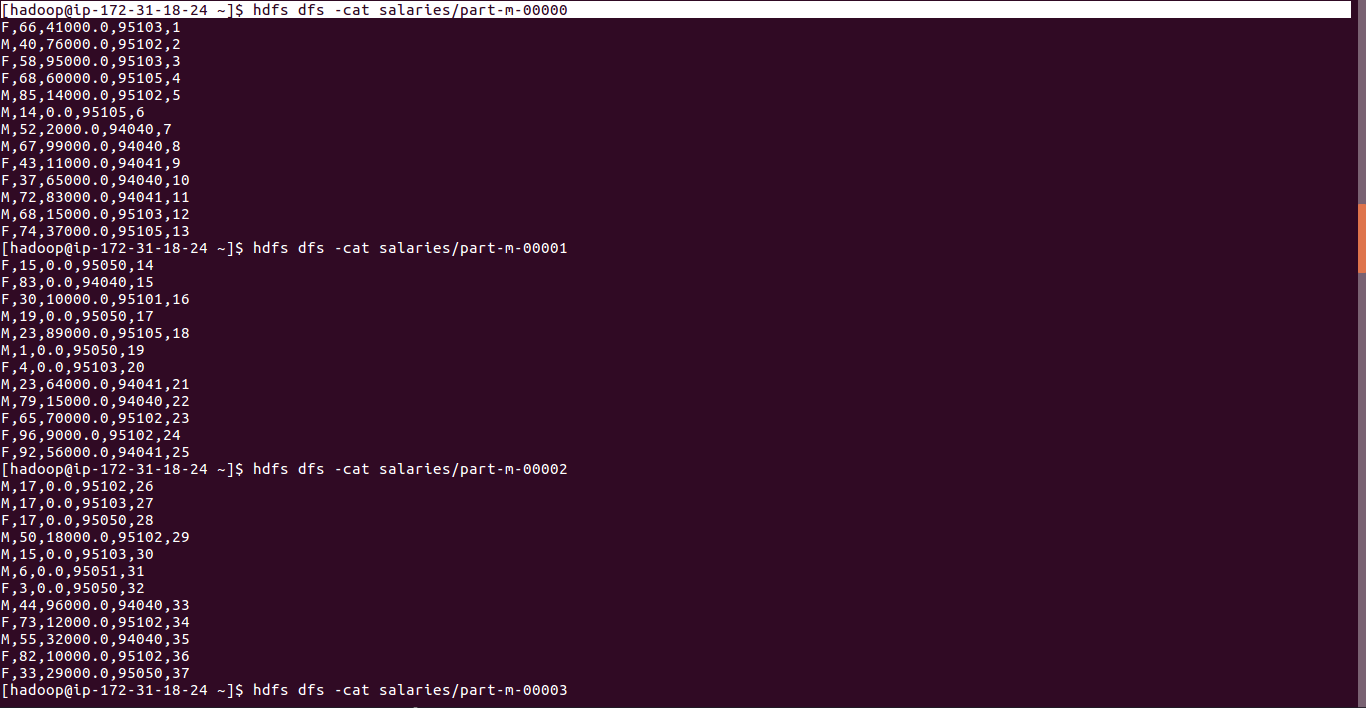 [hadoop@ip-172-31-18-24 ~]$ hdfs dfs -cat salaries/part-m-00000
F,66,41000.0,95103,1
M,40,76000.0,95102,2
F,58,95000.0,95103,3
F,68,60000.0,95105,4
M,85,14000.0,95102,5
M,14,0.0,95105,6
M,52,2000.0,94040,7
M,67,99000.0,94040,8
F,43,11000.0,94041,9
F,37,65000.0,94040,10
M,72,83000.0,94041,11
M,68,15000.0,95103,12
F,74,37000.0,95105,13
[hadoop@ip-172-31-18-24 ~]$ hdfs dfs -cat salaries/part-m-00001
F,15,0.0,95050,14
F,83,0.0,94040,15
F,30,10000.0,95101,16
M,19,0.0,95050,17
M,23,89000.0,95105,18
M,1,0.0,95050,19
F,4,0.0,95103,20
M,23,64000.0,94041,21
M,79,15000.0,94040,22
F,65,70000.0,95102,23
F,96,9000.0,95102,24
F,92,56000.0,94041,25
[hadoop@ip-172-31-18-24 ~]$ hdfs dfs -cat salaries/part-m-00002
M,17,0.0,95102,26
M,17,0.0,95103,27
F,17,0.0,95050,28
M,50,18000.0,95102,29
M,15,0.0,95103,30
M,6,0.0,95051,31
F,3,0.0,95050,32
M,44,96000.0,94040,33
F,73,12000.0,95102,34
M,55,32000.0,94040,35
F,82,10000.0,95102,36
F,33,29000.0,95050,37
[hadoop@ip-172-31-18-24 ~]$ hdfs dfs -cat salaries/part-m-00003